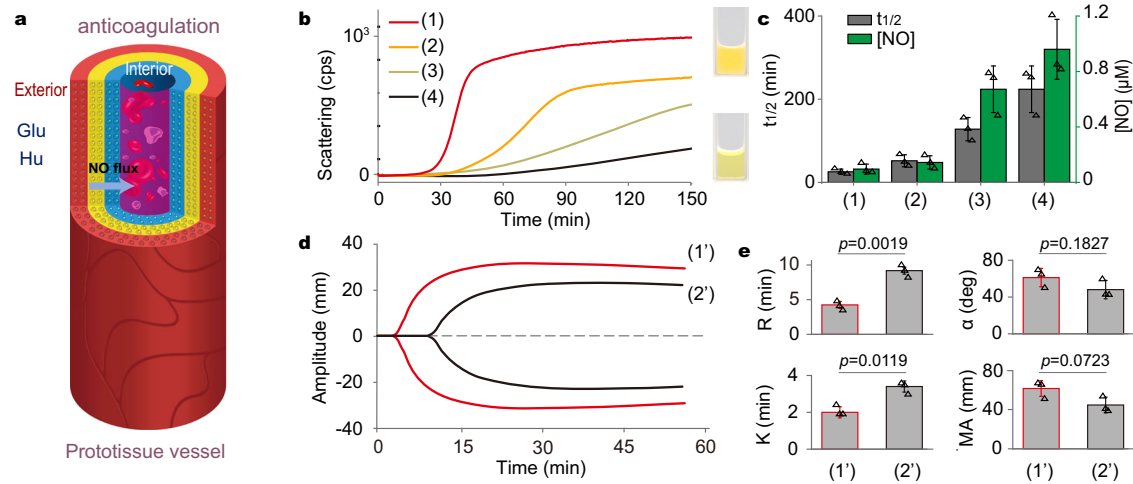 a
anticoagulation
Interior
Exterior
Glu
Hu
NO flux
Prototissue vessel
b
(1)
(2)
(3)
(4)
Scattering (cps)
10³
0
0 30 60 90 120 150
Time (min)
c
t1/2
[NO]
t1/2 (min)
400
200
0
[NO] (μM)
1.2
0.8
0.4
0
(1) (2) (3) (4)
d
(1')
(2')
Amplitude (mm)
40
20
0
-20
-40
0 15 30 45 60
Time (min)
e
p=0.0019
R (min)
10
5
0
p=0.1827
α (deg)
80
40
0
p=0.0119
K (min)
4
2
0
(1') (2')
p=0.0723
MA (mm)
80
40
0
(1') (2')